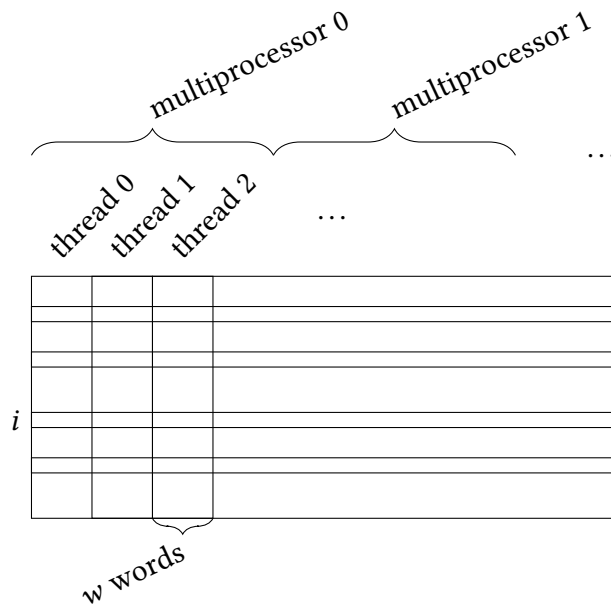 multiprocessor 0
multiprocessor 1
...
thread 0
thread 1
thread 2
...
i
w words